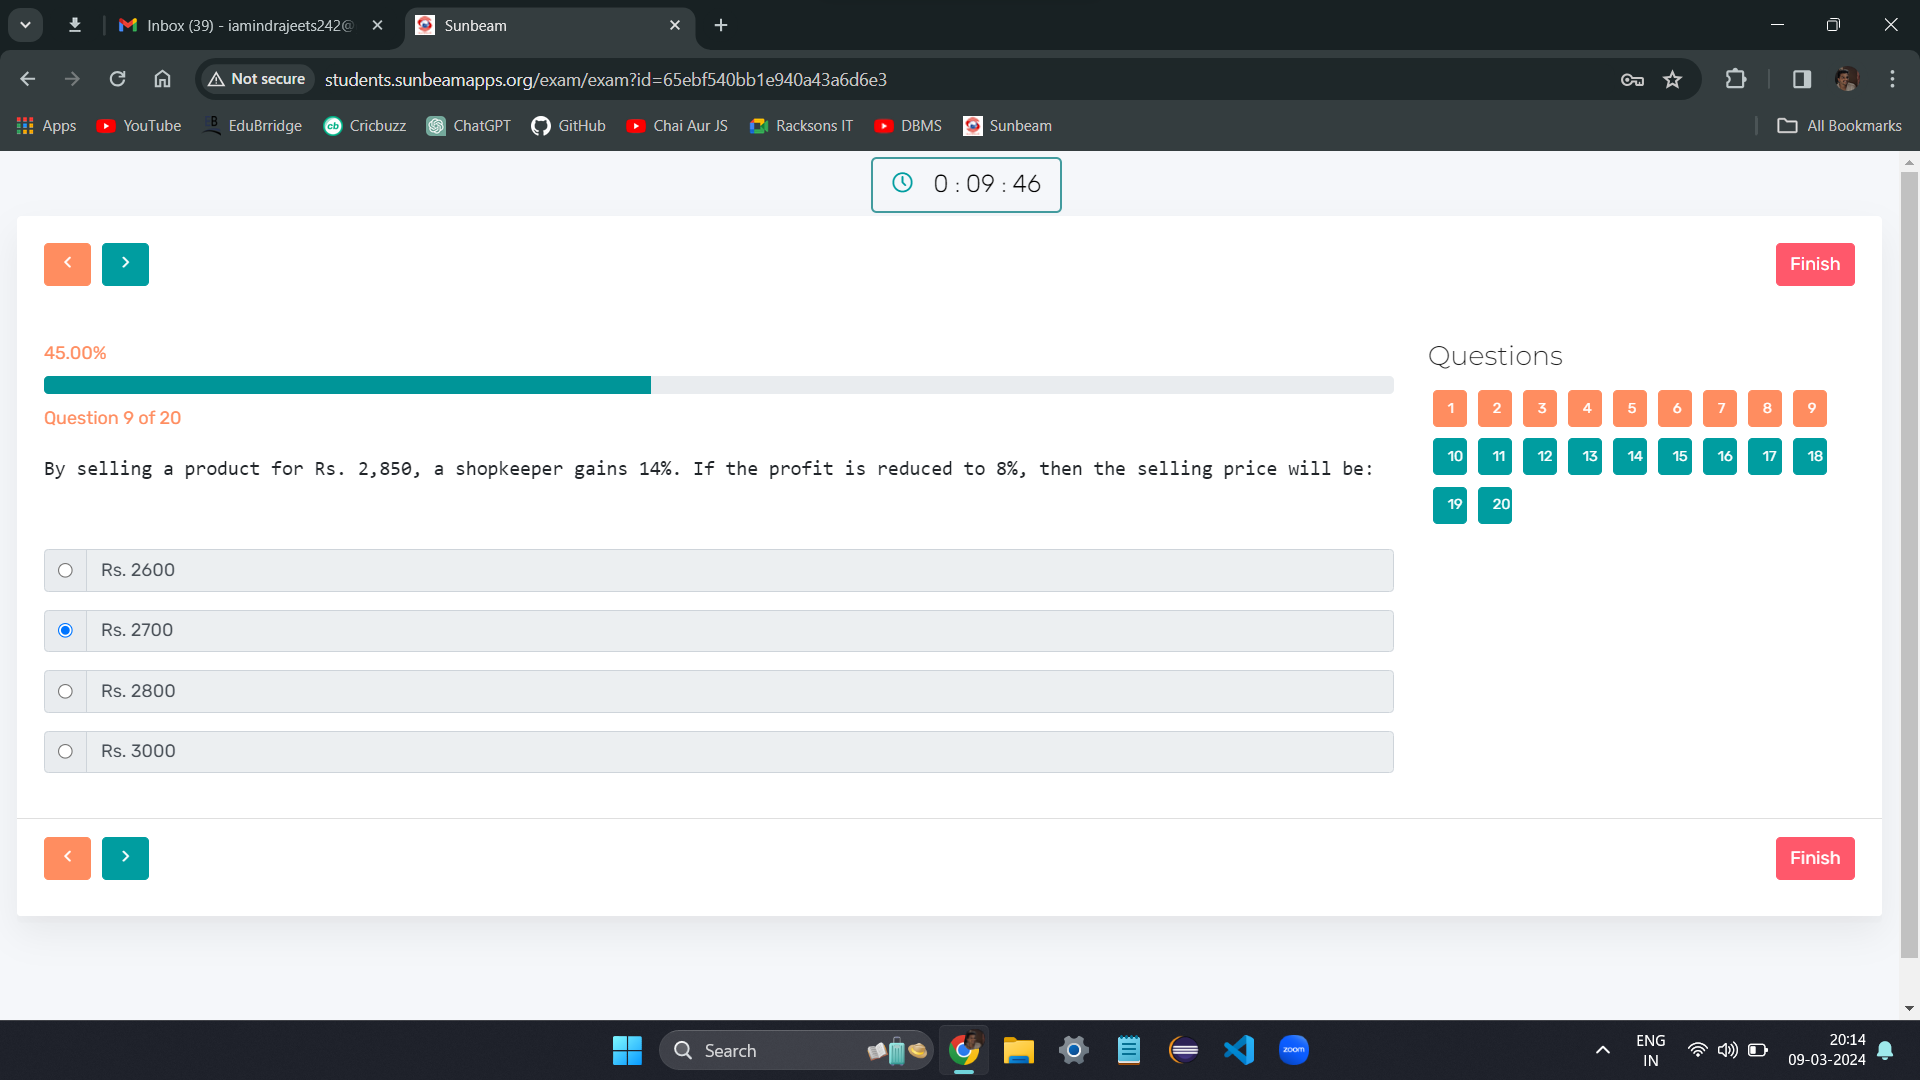 Inbox (39) - iamindrajeets242@
Sunbeam
Not secure
students.sunbeamapps.org/exam/exam?id=65ebf540bb1e940a43a6d6e3
Apps
YouTube
B EduBrridge
cb Cricbuzz
ChatGPT
GitHub
Chai Aur JS
Racksons IT
DBMS
Sunbeam
All Bookmarks
0 : 09 : 46
Finish
45.00%
Question 9 of 20
By selling a product for Rs. 2,850, a shopkeeper gains 14%. If the profit is reduced to 8%, then the selling price will be:
Rs. 2600
Rs. 2700
Rs. 2800
Rs. 3000
Questions
1 2 3 4 5 6 7 8 9
10 11 12 13 14 15 16 17 18
19 20
Finish
Search
zoom
ENG
IN
20:14
09-03-2024